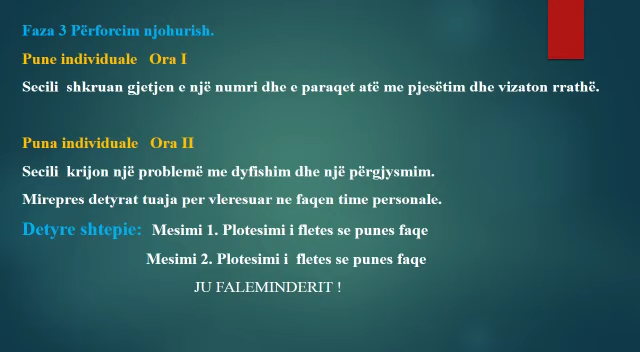 Faza 3 Përforcim njohurish.
Pune individuale Ora I
Secili shkruan gjetjen e një numri dhe e paraqet atë me pjesëtim dhe vizaton rrathë.
Puna individuale Ora II
Secili krijon një problemë me dyfishim dhe një përgjysmim.
Mirepres detyrat tuaja per vleresuar ne faqen time personale.
Detyre shtepie: Mesimi 1. Plotesimi i fletes se punes faqe
Mesimi 2. Plotesimi i fletes se punes faqe
JU FALEMINDERIT !